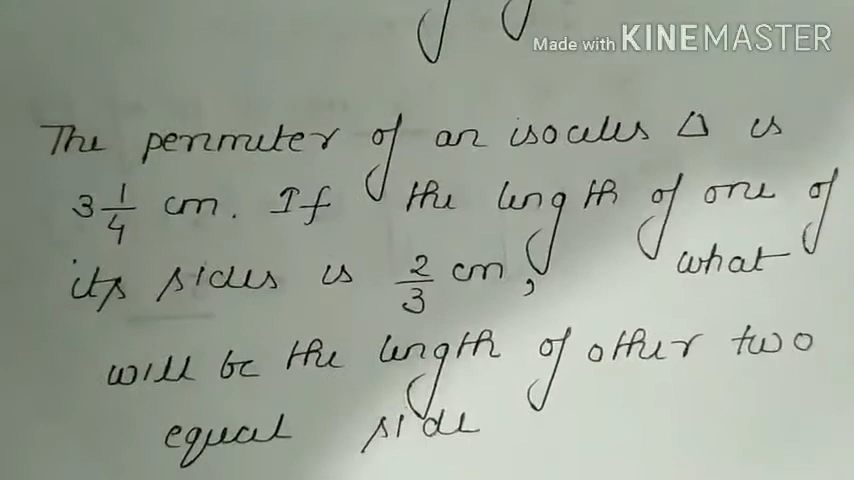 Made with KINEMASTER
The perimeter of an isoceles Δ is
3 1/4 cm. If the length of one of
its sides is 2/3 cm, what
will be the length of other two
equal side